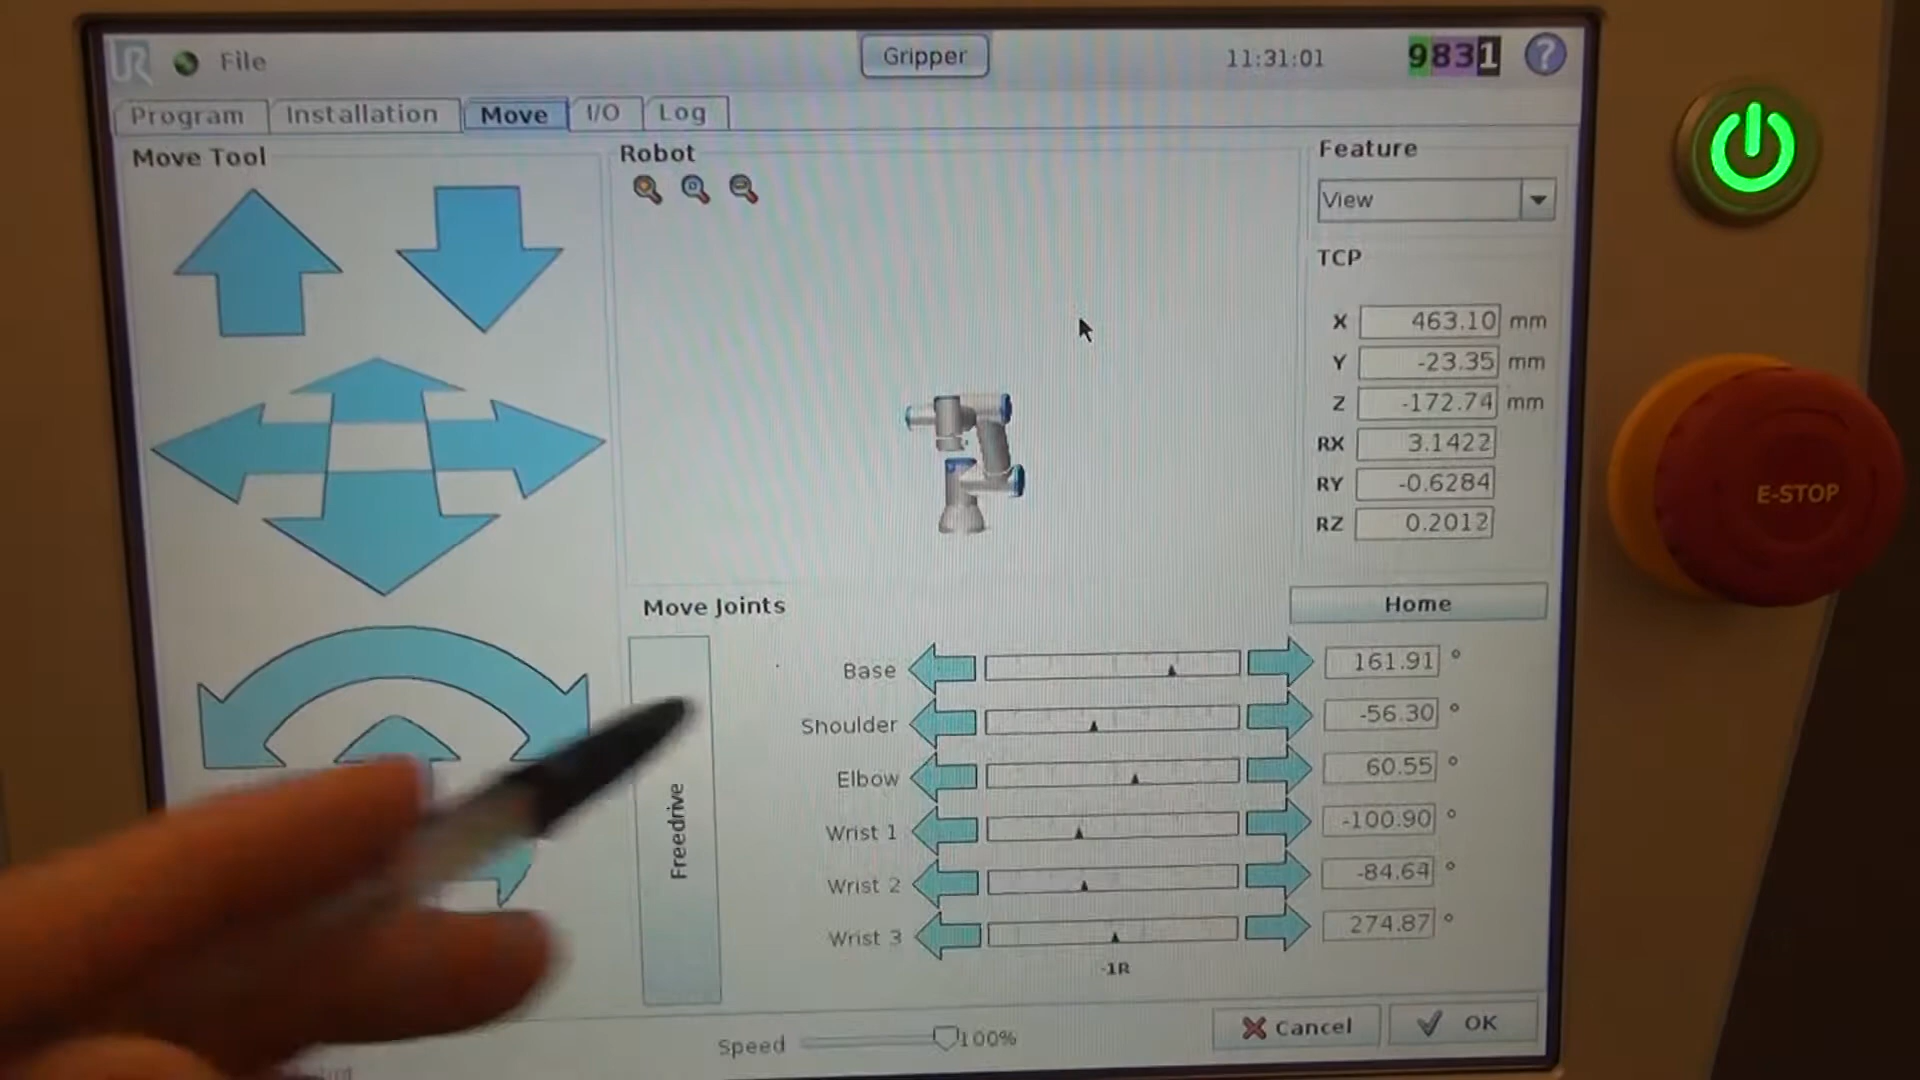 UR File Gripper 11:31:01 9831 ?
Program Installation Move I/O Log
Move Tool
Robot
Feature
View
TCP
X 463.10 mm
Y -23.35 mm
Z -172.74 mm
RX 3.1422
RY -0.6284
RZ 0.2012
E-STOP
Move Joints
Home
Freedrive
Base 161.91 °
Shoulder -56.30 °
Elbow 60.55 °
Wrist 1 -100.90 °
Wrist 2 -84.64 °
Wrist 3 274.87 °
-1R
Speed 100%
Cancel OK